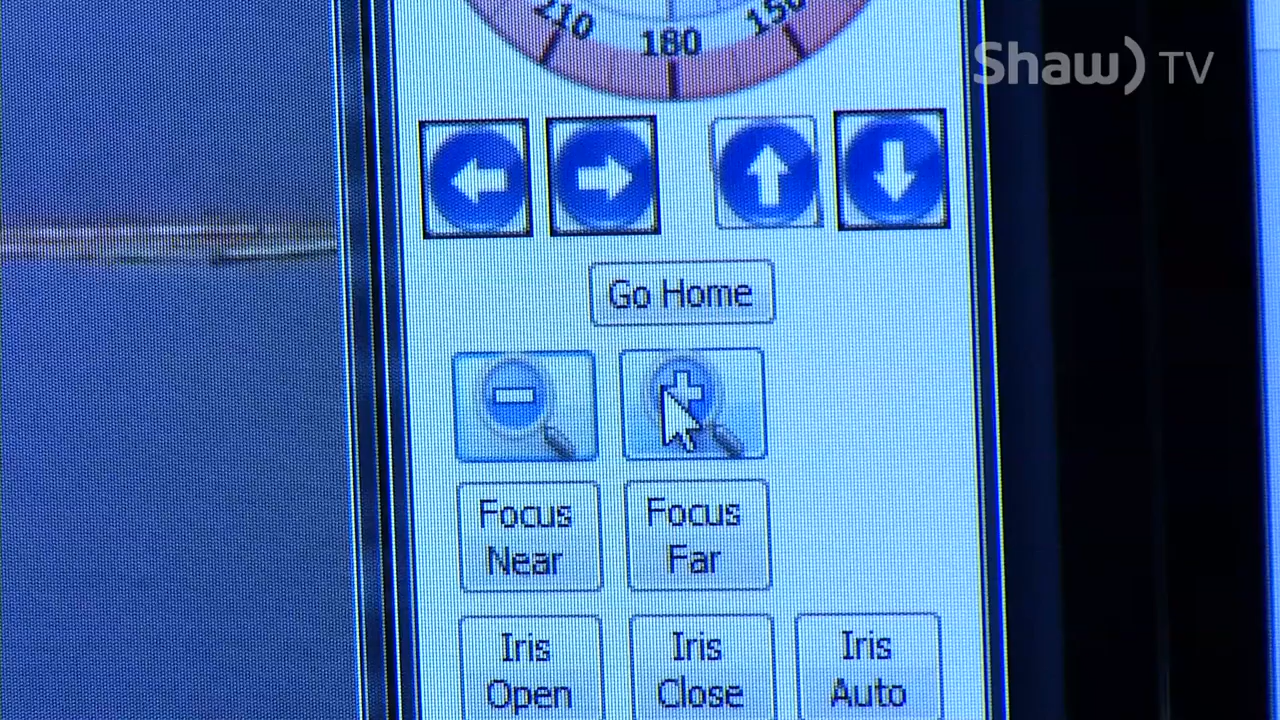 210
180
150
Shaw) TV
Go Home
Focus
Near
Focus
Far
Iris
Open
Iris
Close
Iris
Auto